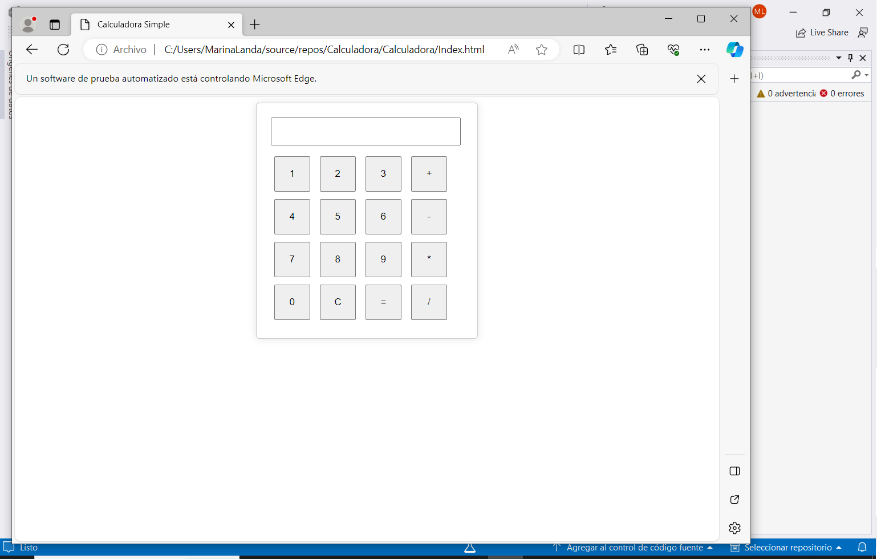 Calculadora Simple
ML
Live Share
Archivo | C:/Users/MarinaLanda/source/repos/Calculadora/Calculadora/Index.html
Un software de prueba automatizado está controlando Microsoft Edge.
0 advertenci
0 errores
1 2 3 +
4 5 6 -
7 8 9 *
0 C = /
Listo
Agregar al control de código fuente
Seleccionar repositorio